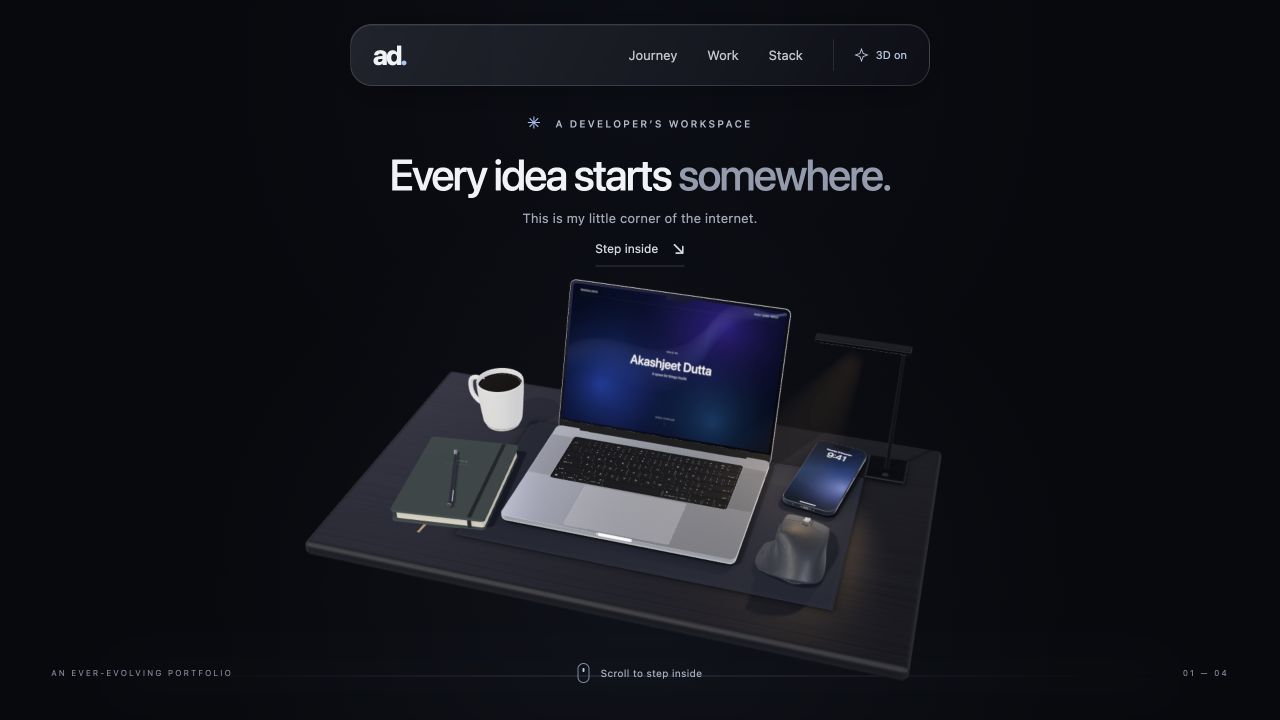 ad.
Journey
Work
Stack
3D on
A DEVELOPER'S WORKSPACE
Every idea starts somewhere.
This is my little corner of the internet.
Step inside
Akashjeet Dutta
9:41
AN EVER-EVOLVING PORTFOLIO
Scroll to step inside
01 — 04